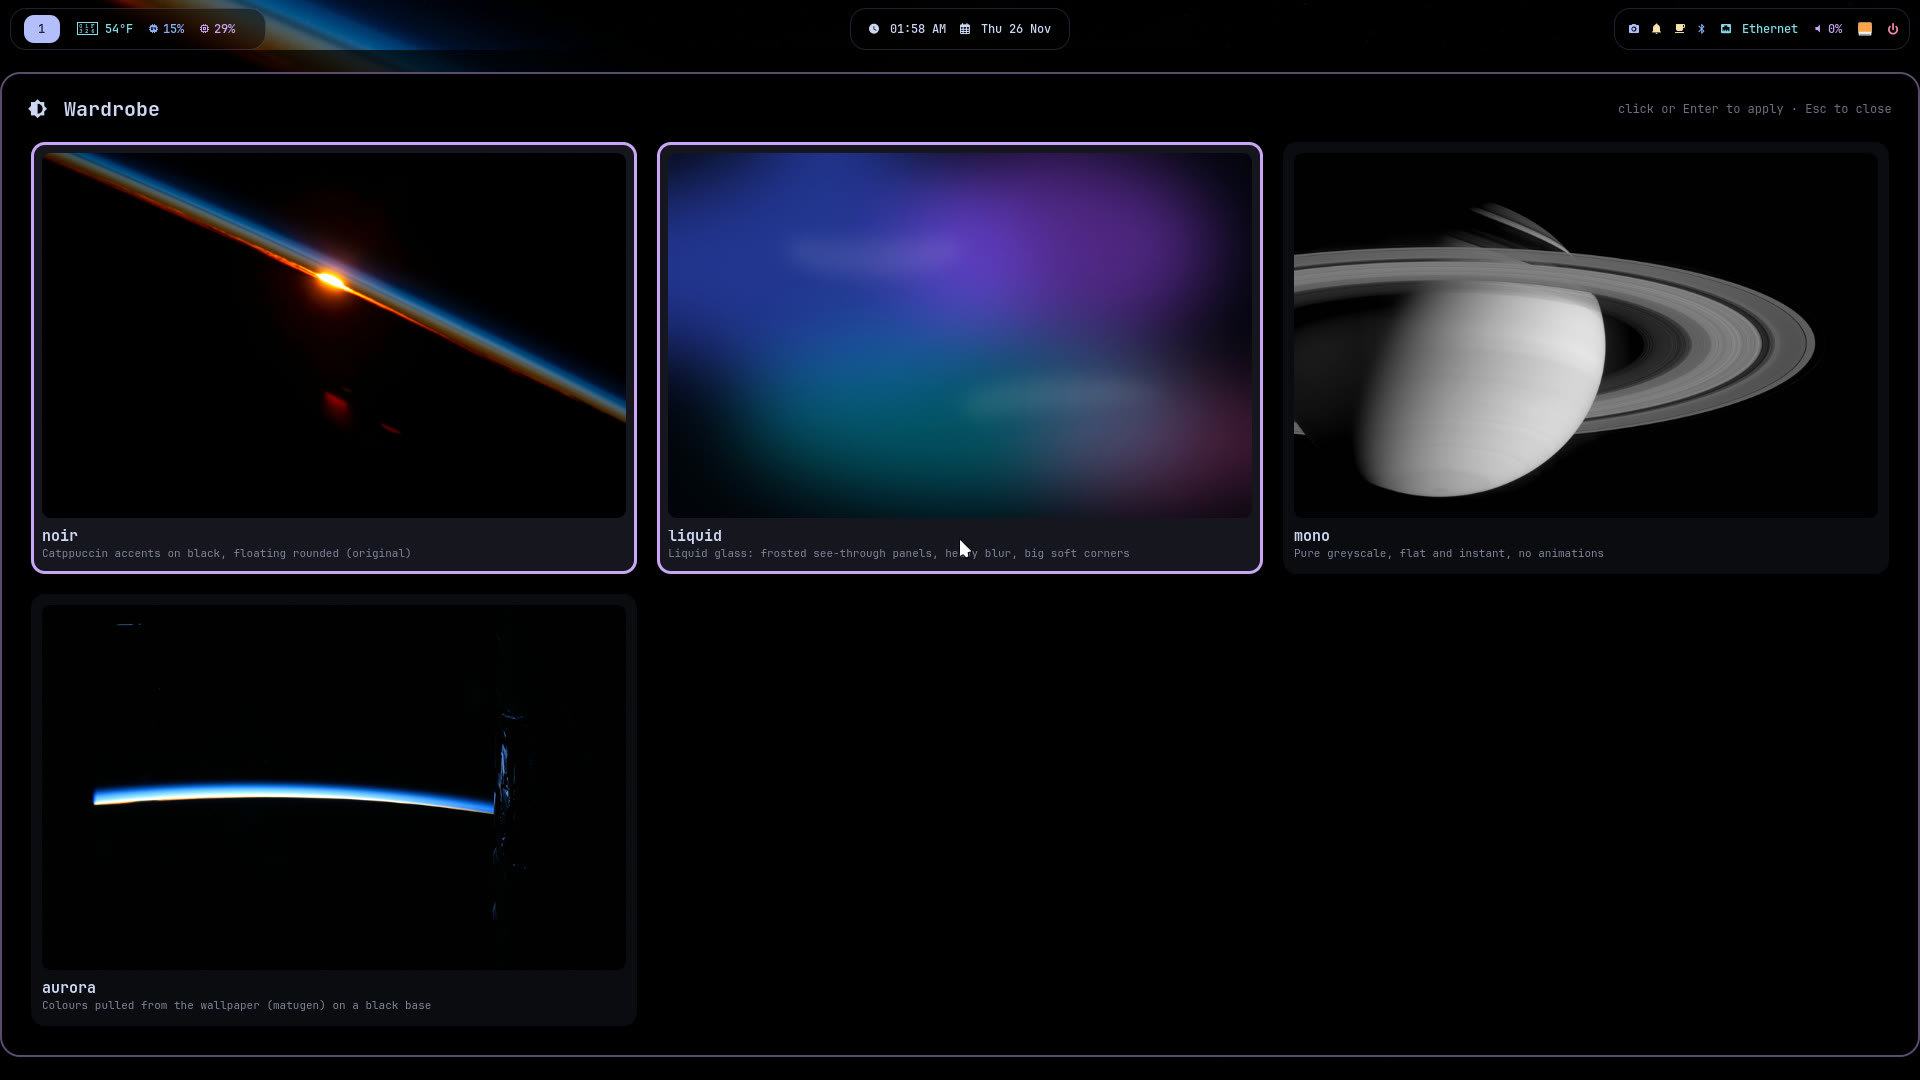 1 54°F 15% 29% 01:58 AM Thu 26 Nov Ethernet 0%
Wardrobe click or Enter to apply · Esc to close
noir
Catppuccin accents on black, floating rounded (original)
liquid
Liquid glass: frosted see-through panels, heavy blur, big soft corners
mono
Pure greyscale, flat and instant, no animations
aurora
Colours pulled from the wallpaper (matugen) on a black base